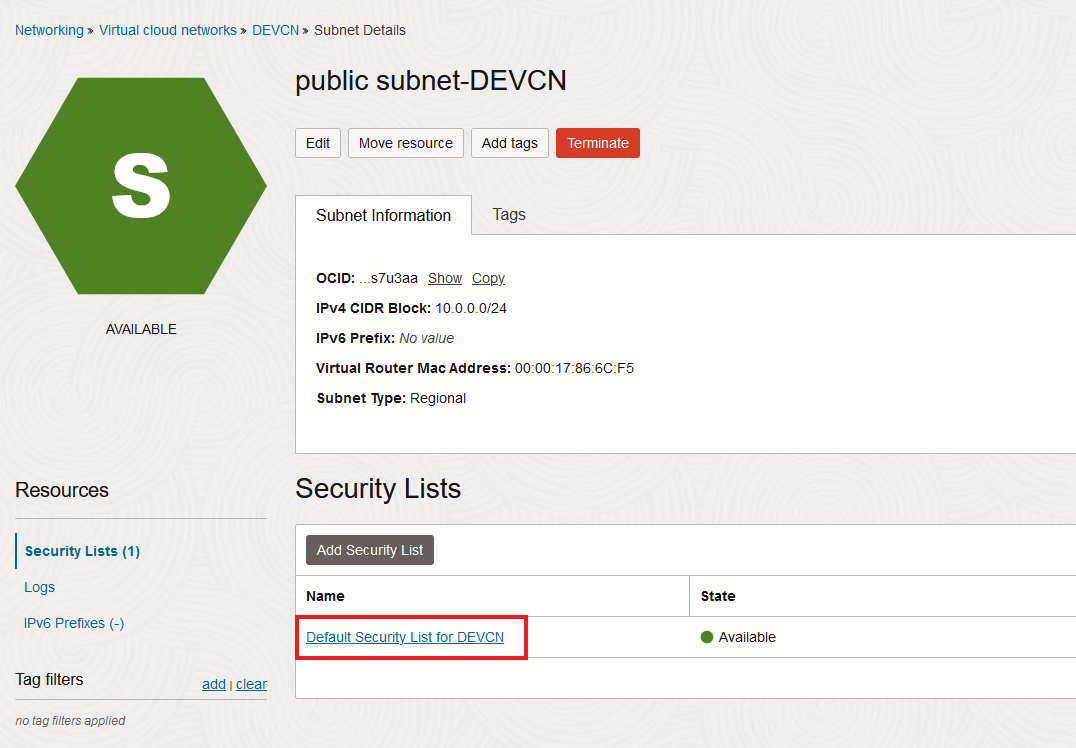 Networking » Virtual cloud networks » DEVCN » Subnet Details
S
AVAILABLE
public subnet-DEVCN
Edit Move resource Add tags Terminate
Subnet Information Tags
OCID: ...s7u3aa Show Copy
IPv4 CIDR Block: 10.0.0.0/24
IPv6 Prefix: No value
Virtual Router Mac Address: 00:00:17:86:6C:F5
Subnet Type: Regional
Resources
Security Lists (1)
Logs
IPv6 Prefixes (-)
Tag filters add | clear
no tag filters applied
Security Lists
Add Security List
Name State
Default Security List for DEVCN Available